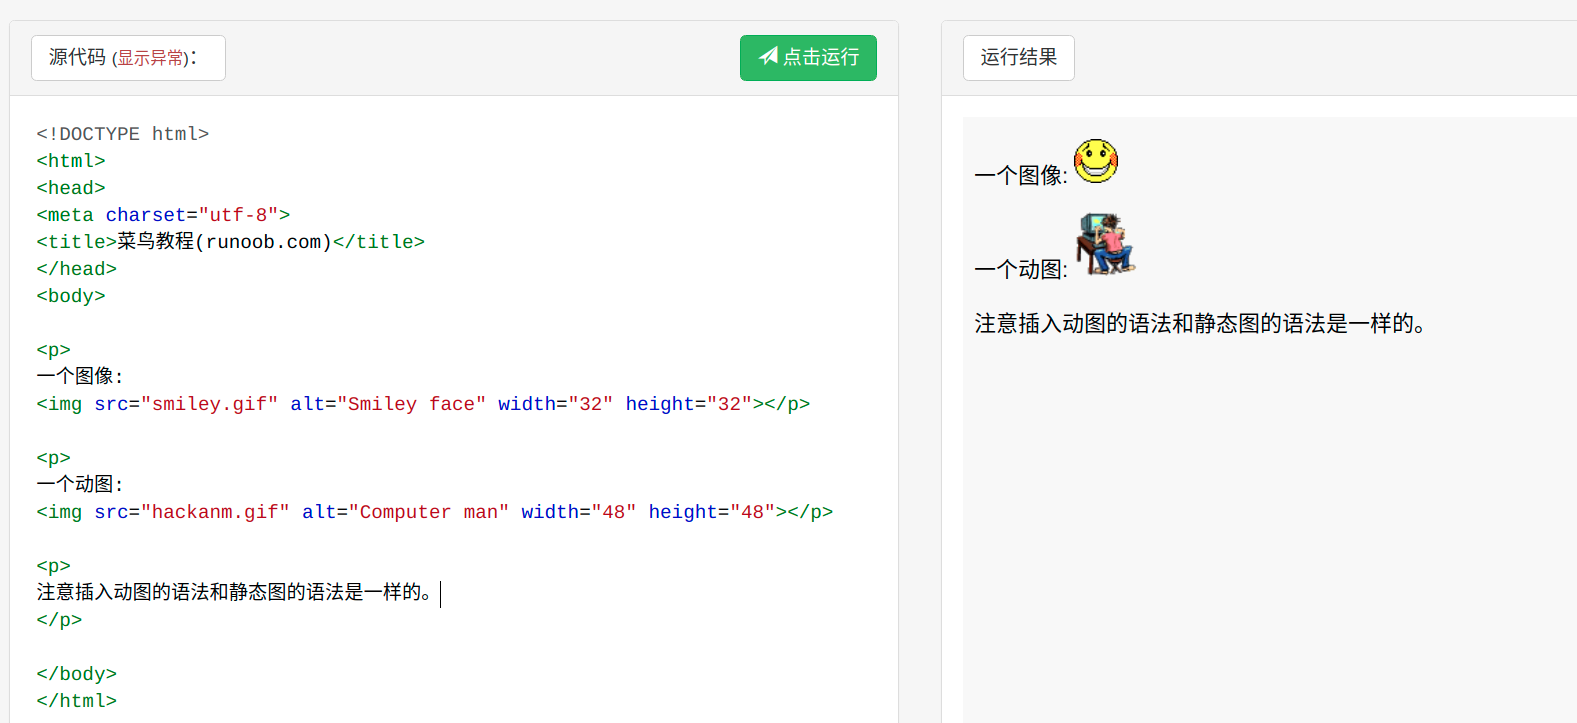 源代码 (显示异常)：
点击运行
<!DOCTYPE html>
<html>
<head>
<meta charset="utf-8">
<title>菜鸟教程(runoob.com)</title>
</head>
<body>
<p>
一个图像:
<img src="smiley.gif" alt="Smiley face" width="32" height="32"></p>
<p>
一个动图:
<img src="hackanm.gif" alt="Computer man" width="48" height="48"></p>
<p>
注意插入动图的语法和静态图的语法是一样的。
</p>
</body>
</html>
运行结果
一个图像:
一个动图:
注意插入动图的语法和静态图的语法是一样的。